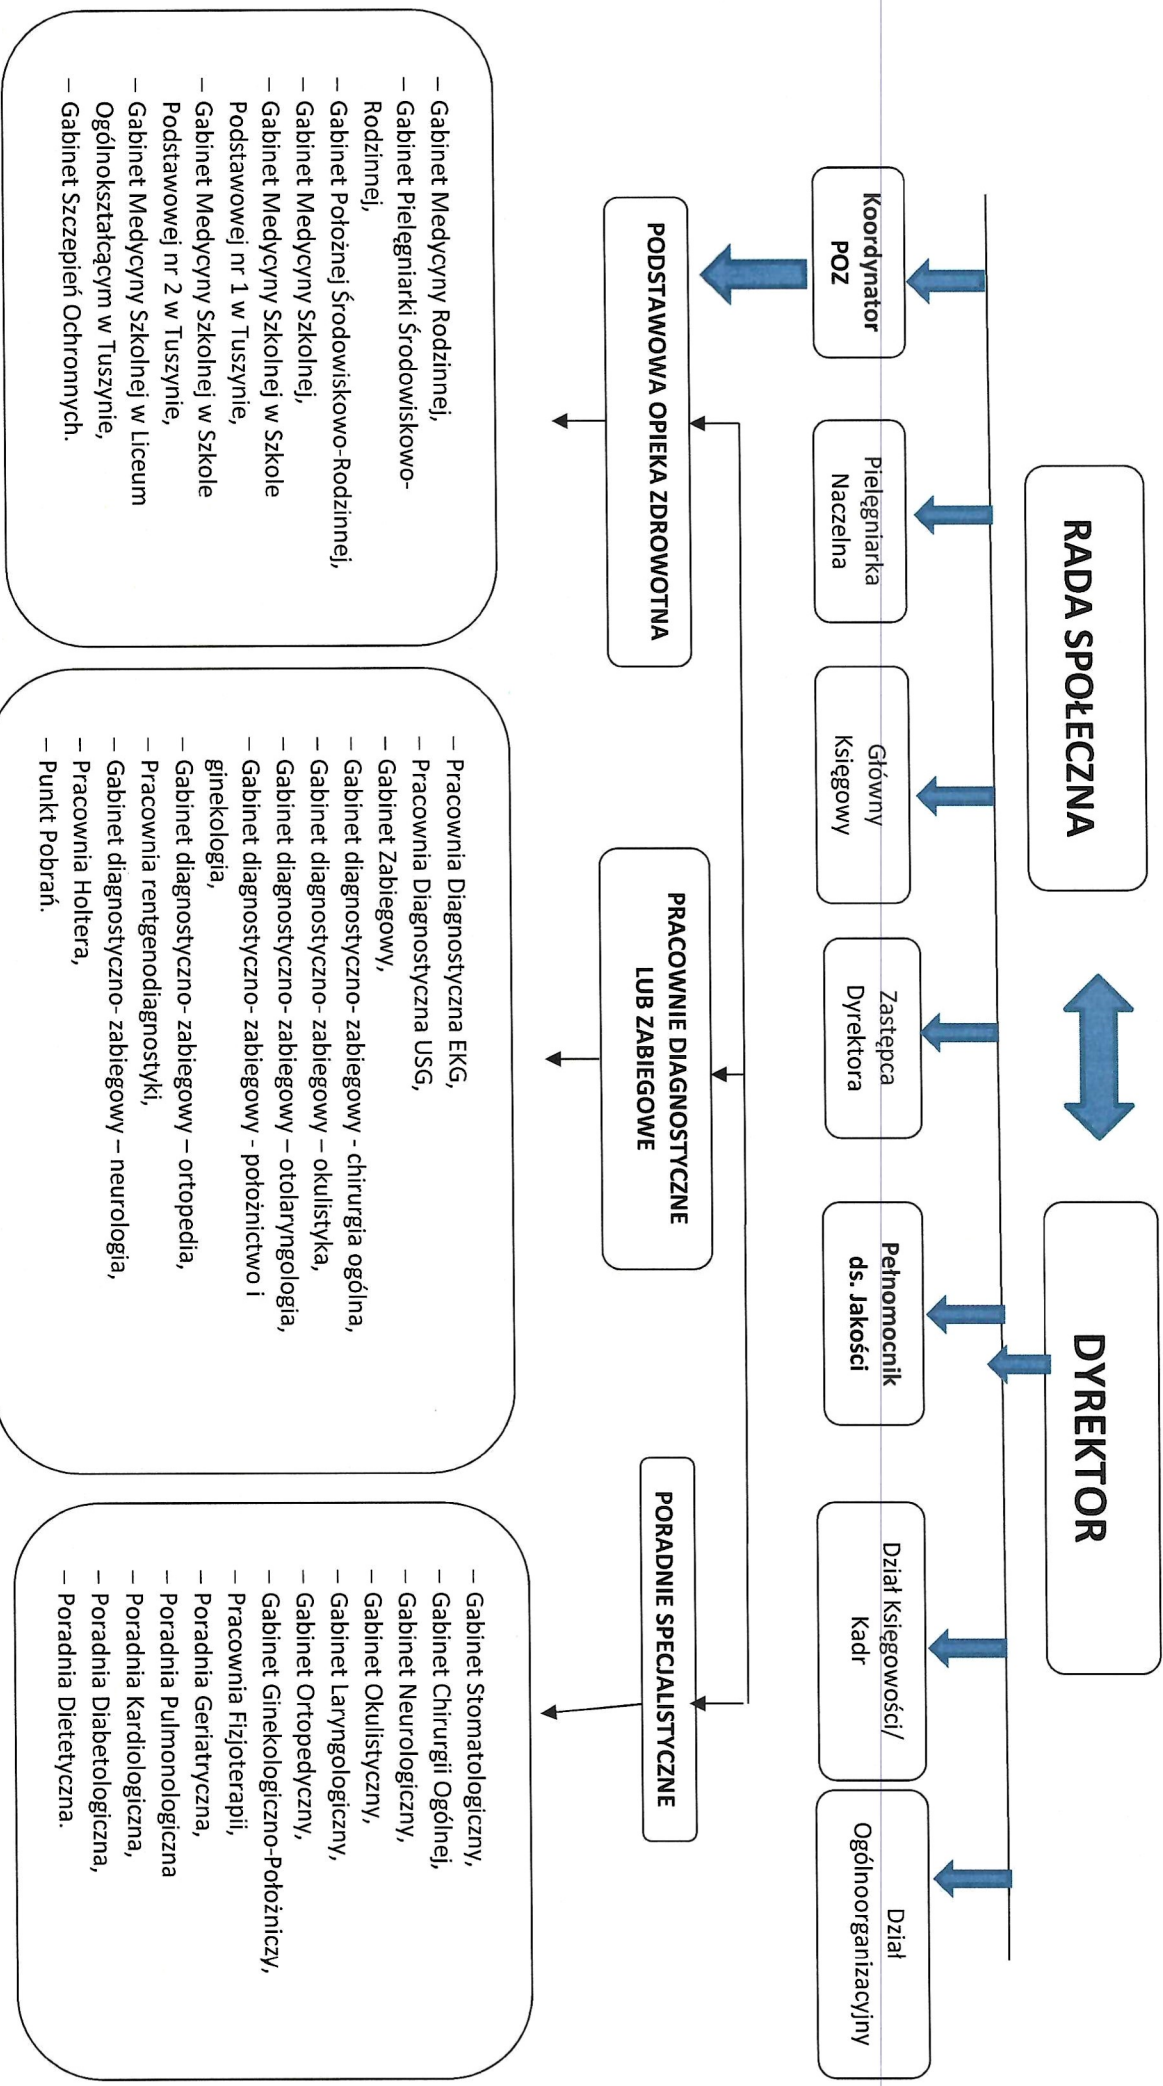 RADA SPOŁECZNA
DYREKTOR
Koordynator
POZ
Pielęgniarka
Naczelna
Główny
Księgowy
Zastępca
Dyrektora
Pełnomocnik
ds. Jakości
Dział Księgowości/
Kadr
Dział
Ogólnoorganizacyjny
PODSTAWOWA OPIEKA ZDROWOTNA
PRACOWNIE DIAGNOSTYCZNE
LUB ZABIEGOWE
PORADNIE SPECJALISTYCZNE
– Gabinet Medycyny Rodzinnej,
– Gabinet Pielęgniarki Środowiskowo-
Rodzinnej,
– Gabinet Położnej Środowiskowo-Rodzinnej,
– Gabinet Medycyny Szkolnej,
– Gabinet Medycyny Szkolnej w Szkole
Podstawowej nr 1 w Tuszynie,
– Gabinet Medycyny Szkolnej w Szkole
Podstawowej nr 2 w Tuszynie,
– Gabinet Medycyny Szkolnej w Liceum
Ogólnokształcącym w Tuszynie,
– Gabinet Szczepień Ochronnych.
– Pracownia Diagnostyczna EKG,
– Pracownia Diagnostyczna USG,
– Gabinet Zabiegowy,
– Gabinet diagnostyczno- zabiegowy - chirurgia ogólna,
– Gabinet diagnostyczno- zabiegowy – okulistyka,
– Gabinet diagnostyczno- zabiegowy – otolaryngologia,
– Gabinet diagnostyczno- zabiegowy - położnictwo i
ginekologia,
– Gabinet diagnostyczno- zabiegowy – ortopedia,
– Pracownia rentgenodiagnostyki,
– Gabinet diagnostyczno- zabiegowy – neurologia,
– Pracownia Holtera,
– Punkt Pobrań.
– Gabinet Stomatologiczny,
– Gabinet Chirurgii Ogólnej,
– Gabinet Neurologiczny,
– Gabinet Okulistyczny,
– Gabinet Laryngologiczny,
– Gabinet Ortopedyczny,
– Gabinet Ginekologiczno-Położniczy,
– Pracownia Fizjoterapii,
– Poradnia Geriatryczna,
– Poradnia Pulmonologiczna
– Poradnia Kardiologiczna,
– Poradnia Diabetologiczna,
– Poradnia Dietetyczna.